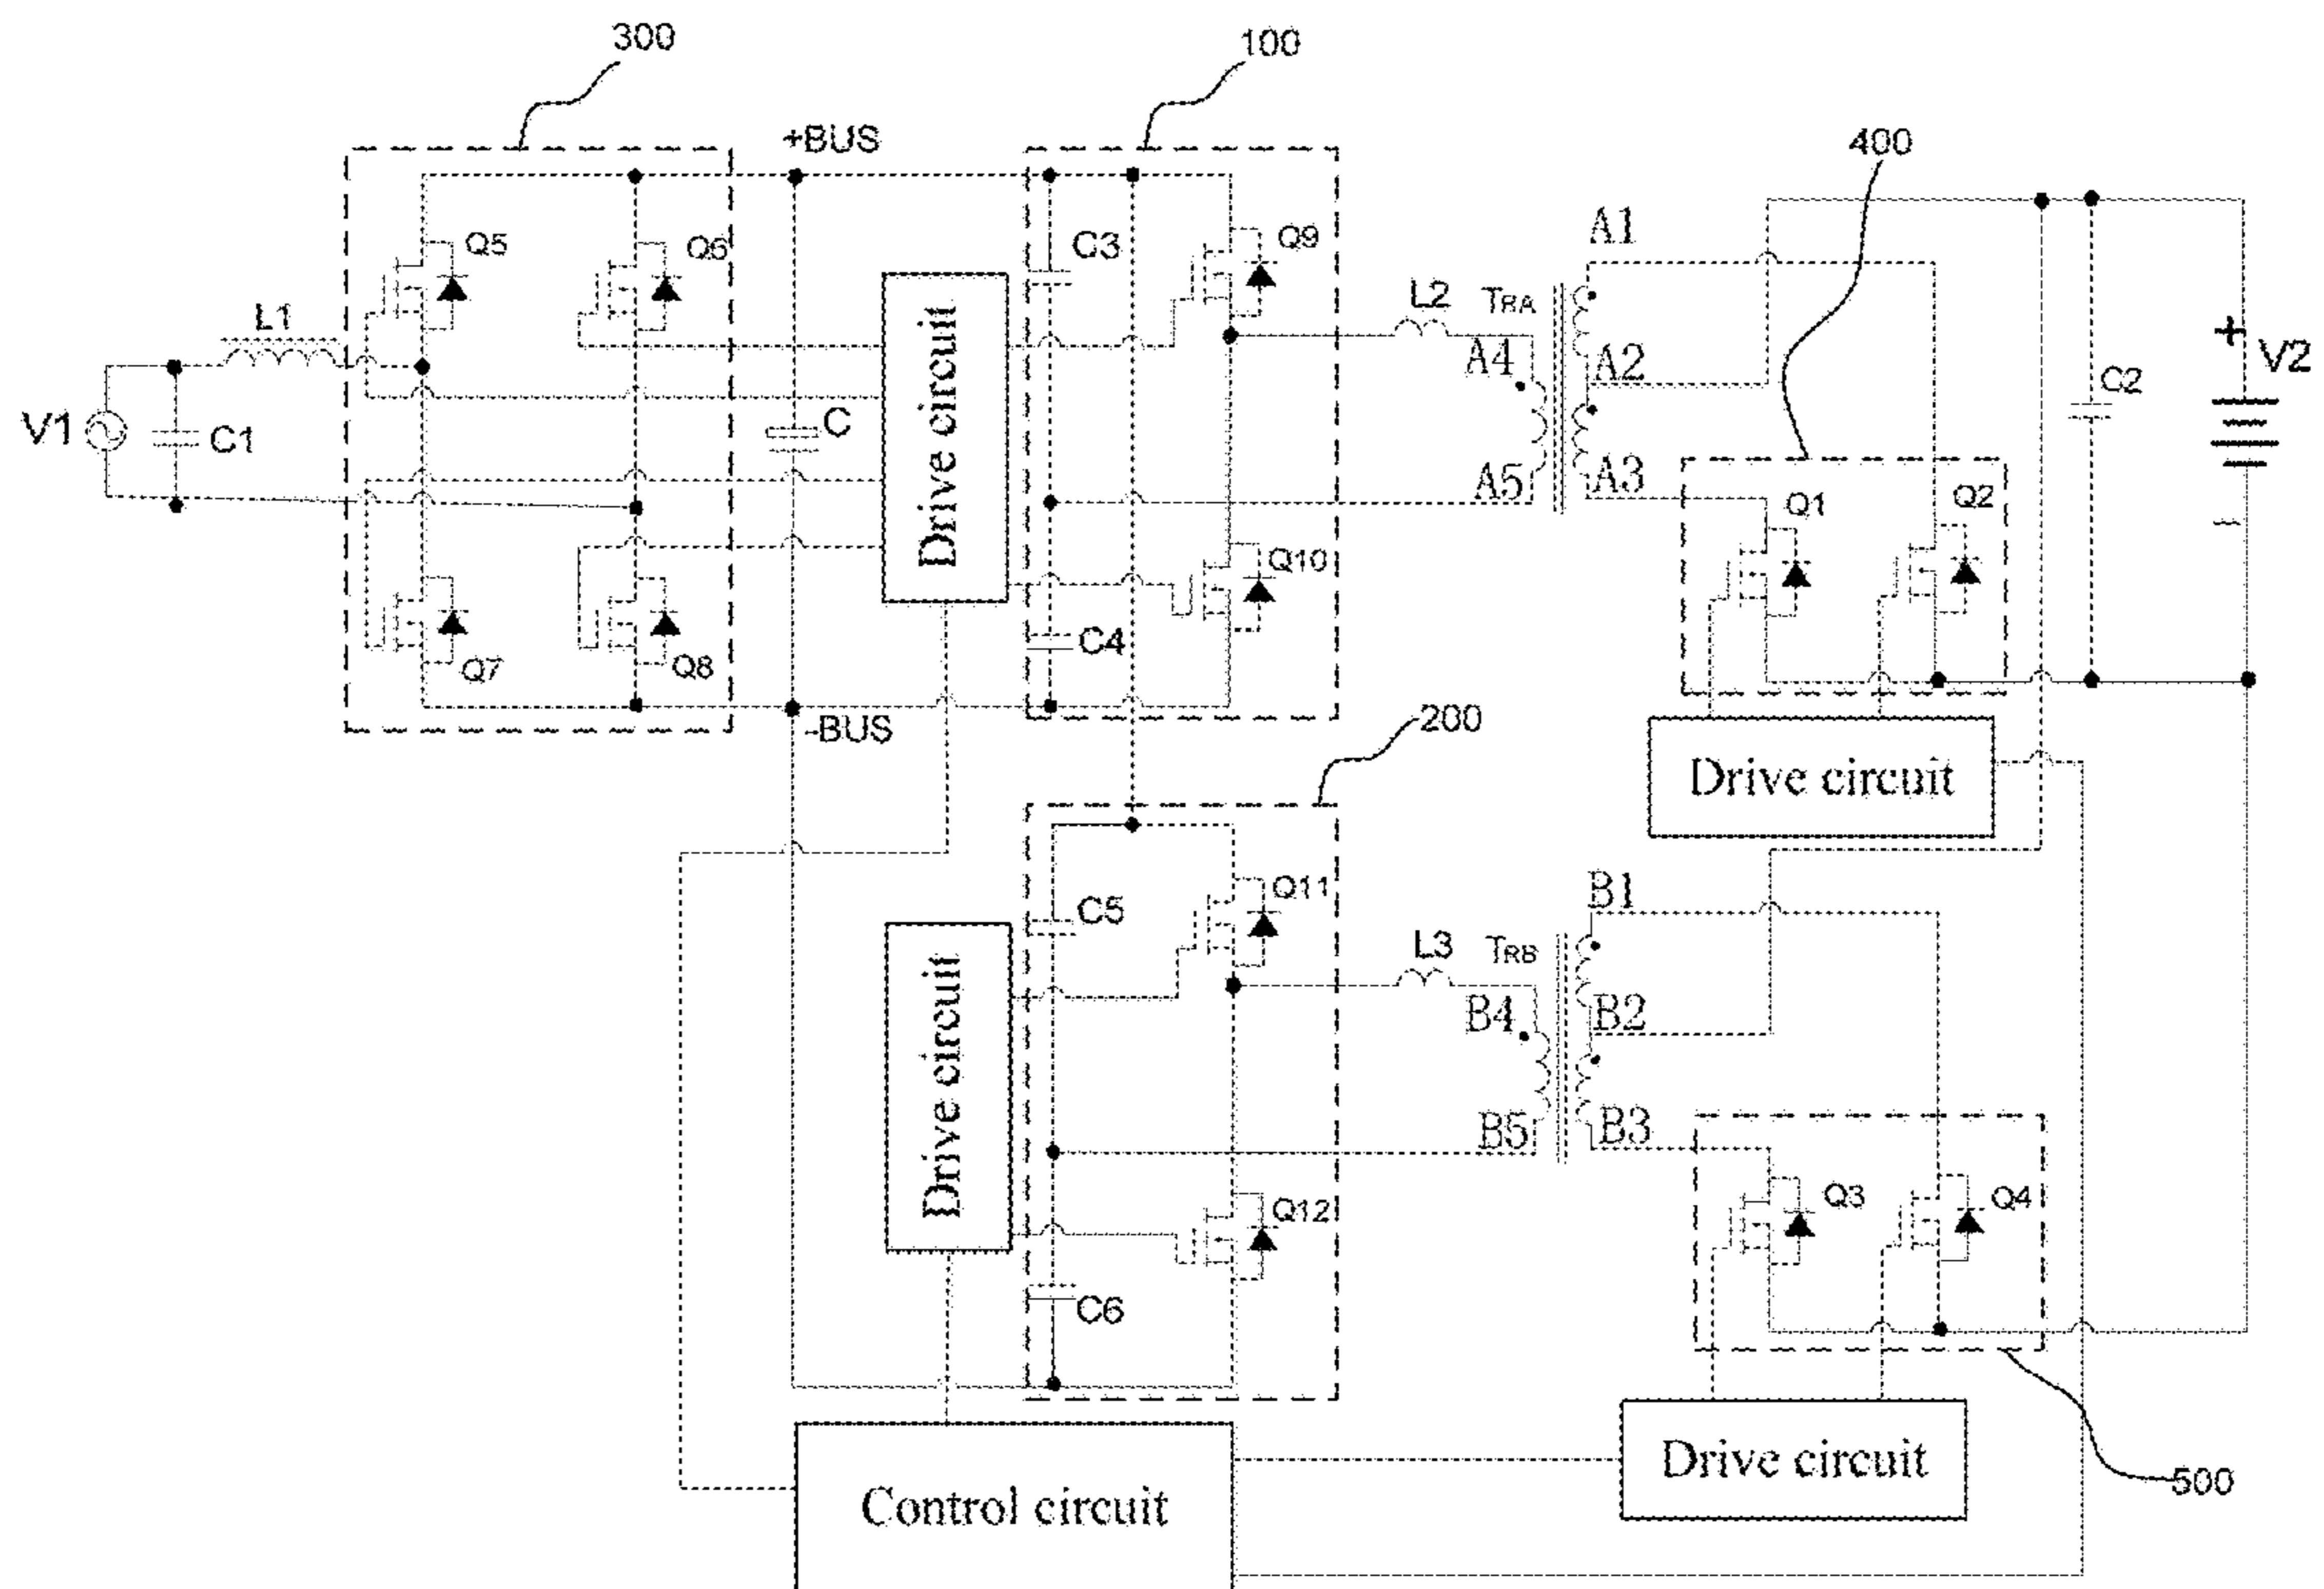 300
100
+BUS
400
Q5
Q6
C3
Q9
A1
L1
L2
TRA
A4
A2
V1
C1
C
Drive circuit
C2
+
V2
A5
A3
Q1
Q2
Q10
C4
Q7
Q8
-BUS
200
Drive circuit
C5
Q11
B1
L3
TRB
B4
B2
Drive circuit
B5
B3
Q12
Q3
Q4
C6
Drive circuit
500
Control circuit